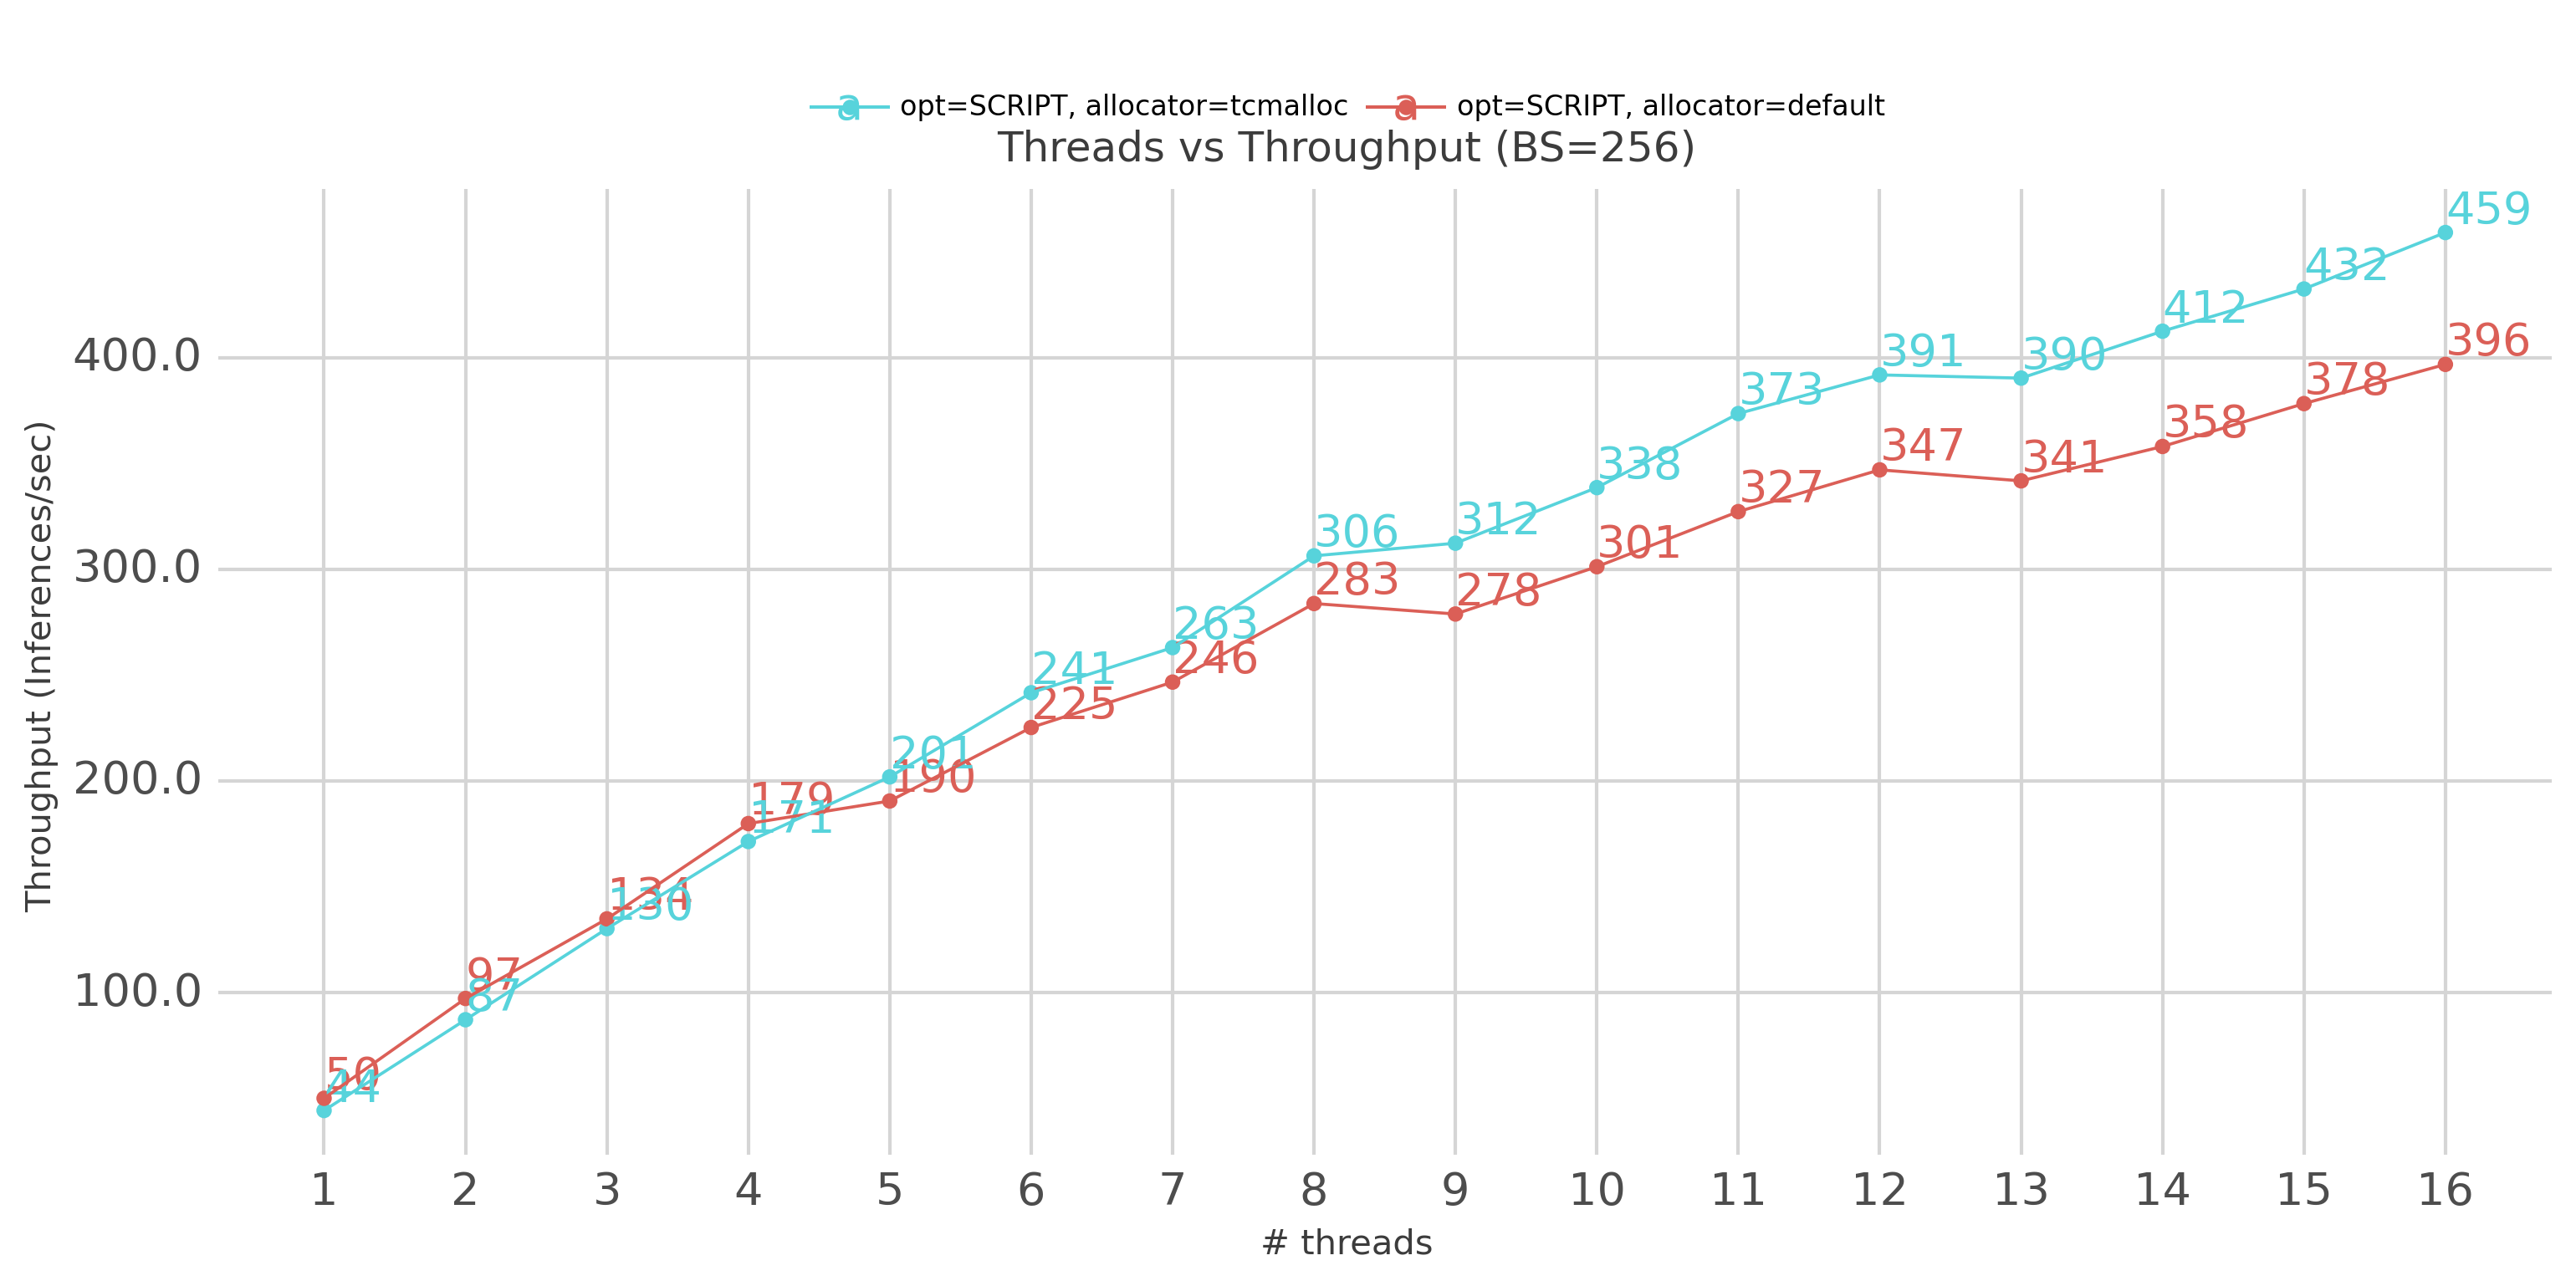 a opt=SCRIPT, allocator=tcmalloc a opt=SCRIPT, allocator=default
Threads vs Throughput (BS=256)
Throughput (Inferences/sec)
400.0
300.0
200.0
100.0
44 87 130 171 201 241 263 306 312 338 373 391 390 412 432 459
50 97 134 179 190 225 246 283 278 301 327 347 341 358 378 396
1 2 3 4 5 6 7 8 9 10 11 12 13 14 15 16
# threads